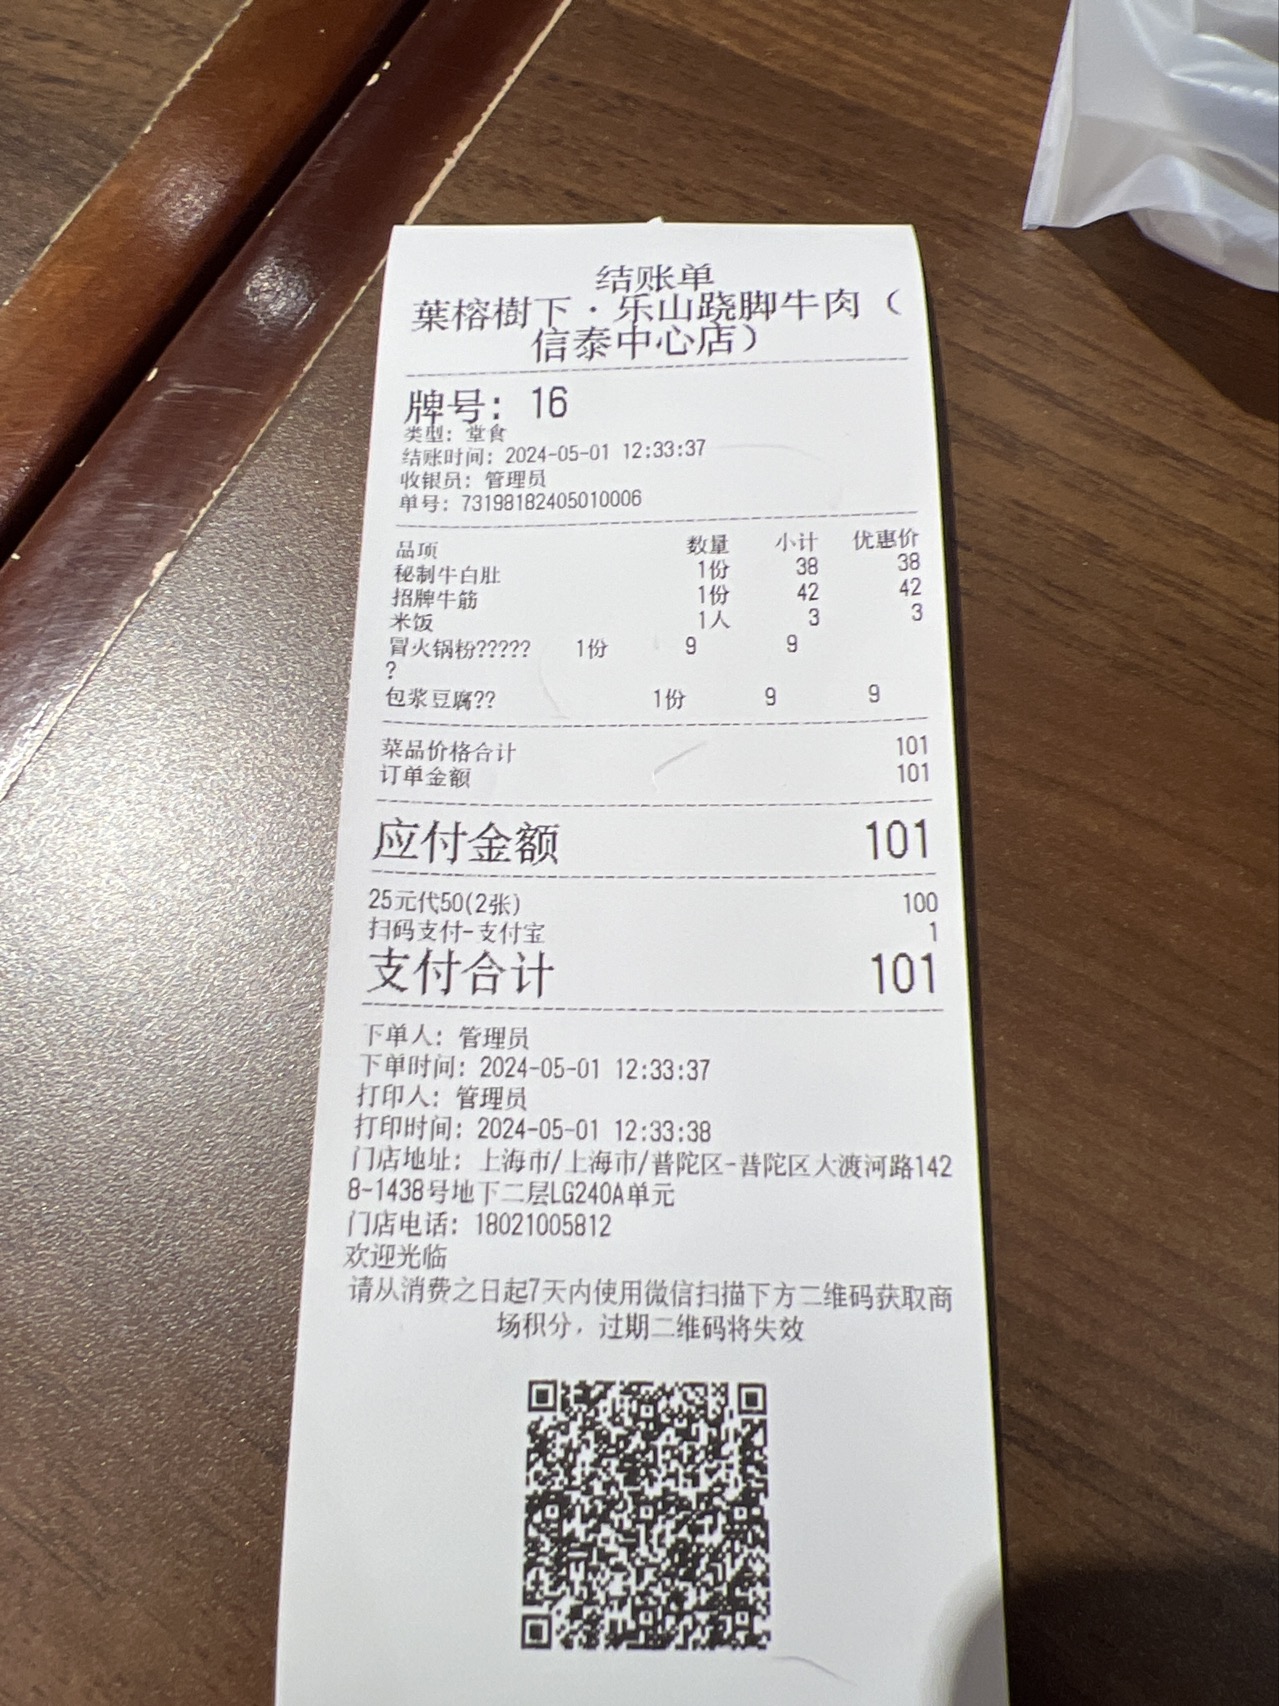 结账单
葉榕樹下·乐山跷脚牛肉（
信泰中心店）
牌号: 16
类型: 堂食
结账时间: 2024-05-01 12:33:37
收银员: 管理员
单号: 73198182405010006
品项 数量 小计 优惠价
秘制牛白肚 1份 38 38
招牌牛筋 1份 42 42
米饭 1人 3 3
冒火锅粉????? 1份 9 9
?
包浆豆腐?? 1份 9 9
菜品价格合计 101
订单金额 101
应付金额 101
25元代50(2张) 100
扫码支付-支付宝 1
支付合计 101
下单人: 管理员
下单时间: 2024-05-01 12:33:37
打印人: 管理员
打印时间: 2024-05-01 12:33:38
门店地址: 上海市/上海市/普陀区-普陀区大渡河路142
8-1438号地下二层LG240A单元
门店电话: 18021005812
欢迎光临
请从消费之日起7天内使用微信扫描下方二维码获取商
场积分，过期二维码将失效